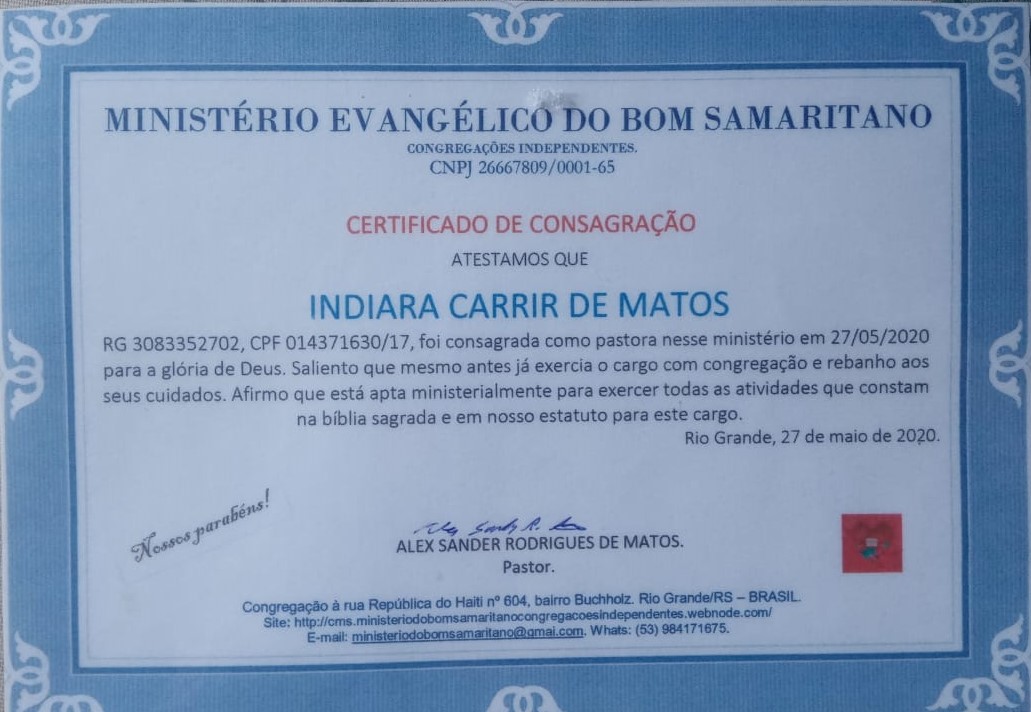 MINISTÉRIO EVANGÉLICO DO BOM SAMARITANO
CONGREGAÇÕES INDEPENDENTES.
CNPJ 26667809/0001-65
CERTIFICADO DE CONSAGRAÇÃO
ATESTAMOS QUE
INDIARA CARRIR DE MATOS
RG 3083352702, CPF 014371630/17, foi consagrada como pastora nesse ministério em 27/05/2020
para a glória de Deus. Saliento que mesmo antes já exercia o cargo com congregação e rebanho aos
seus cuidados. Afirmo que está apta ministerialmente para exercer todas as atividades que constam
na bíblia sagrada e em nosso estatuto para este cargo.
Rio Grande, 27 de maio de 2020.
Nossos parabéns!
ALEX SANDER RODRIGUES DE MATOS.
Pastor.
Congregação à rua República do Haiti nº 604, bairro Buchholz. Rio Grande/RS – BRASIL.
Site: http://cms.ministeriodobomsamaritanocongregacoesindependentes.webnode.com/
E-mail: ministeriodobomsamaritano@gmai.com. Whats: (53) 984171675.